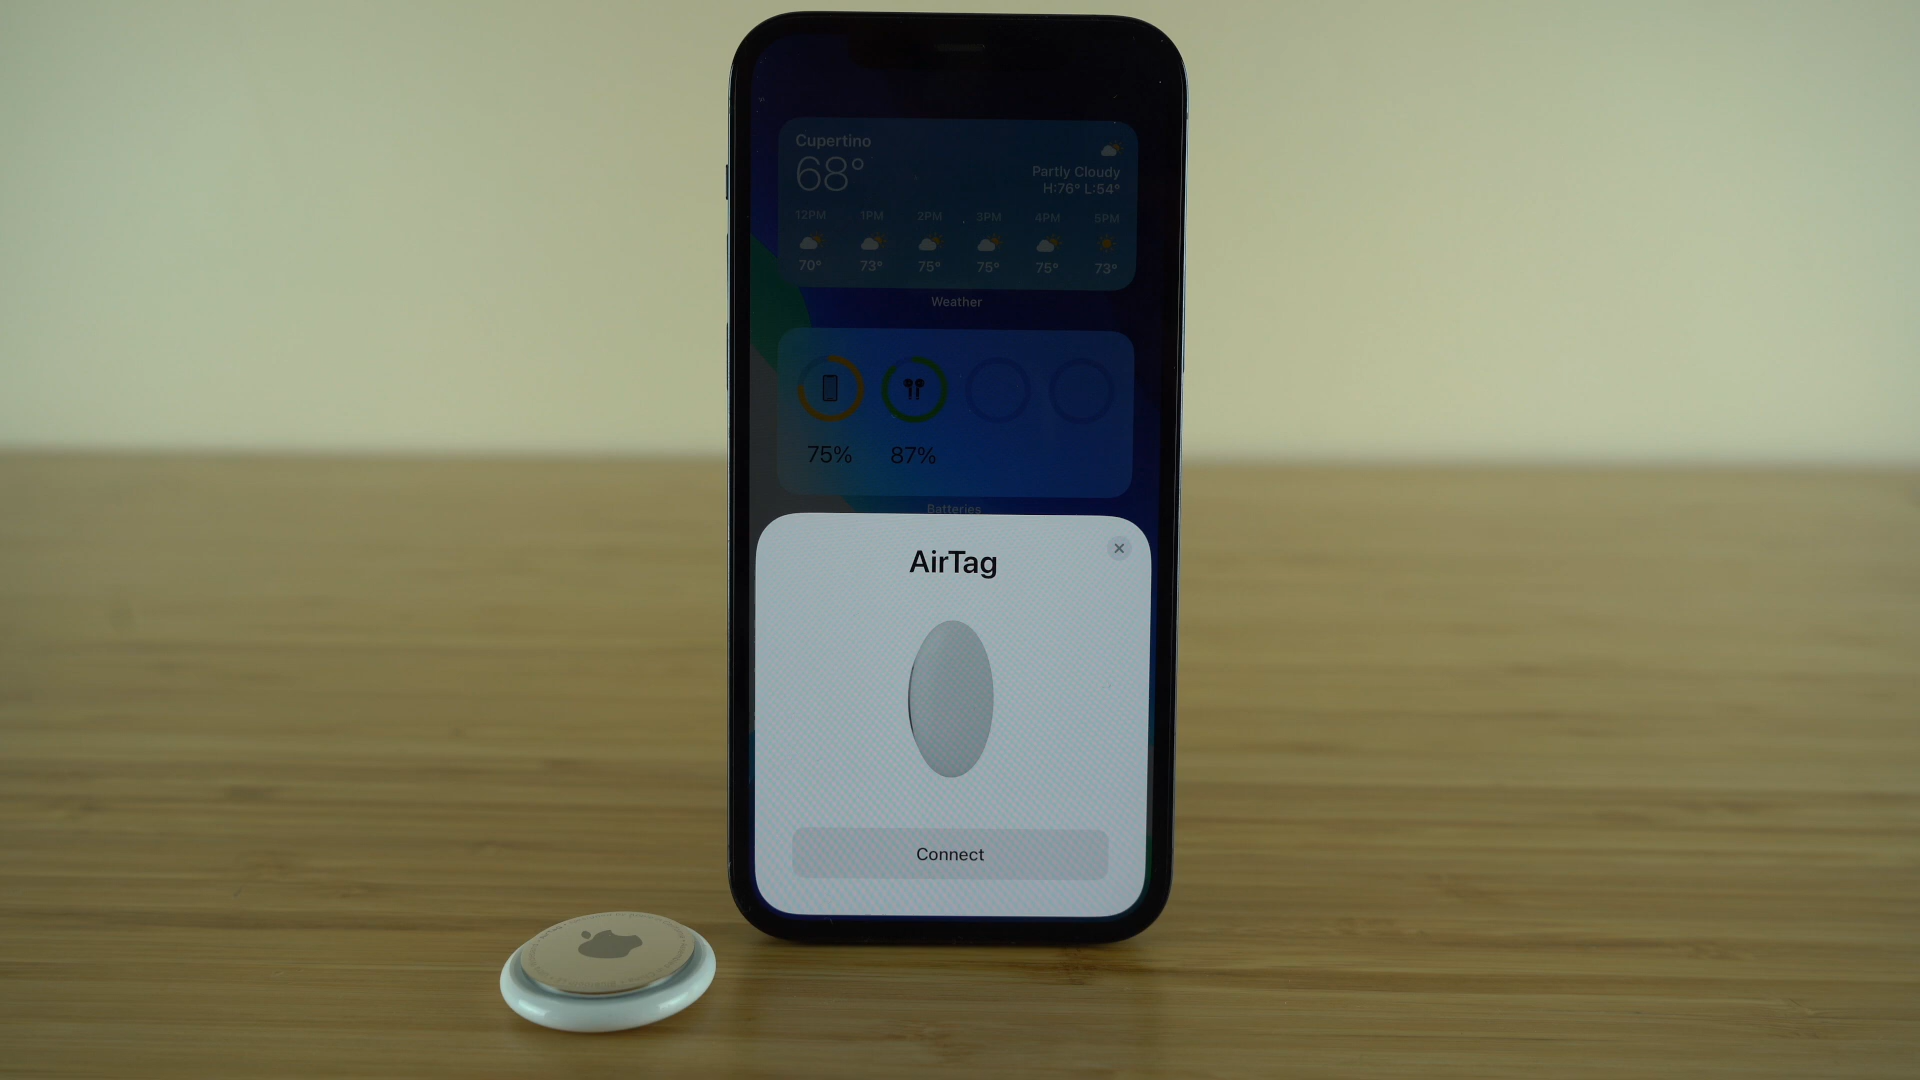 Cupertino
68°
Partly Cloudy
H:76° L:54°
12PM 1PM 2PM 3PM 4PM 5PM
70° 73° 75° 75° 75° 73°
Weather
75% 87%
Batteries
AirTag
Connect